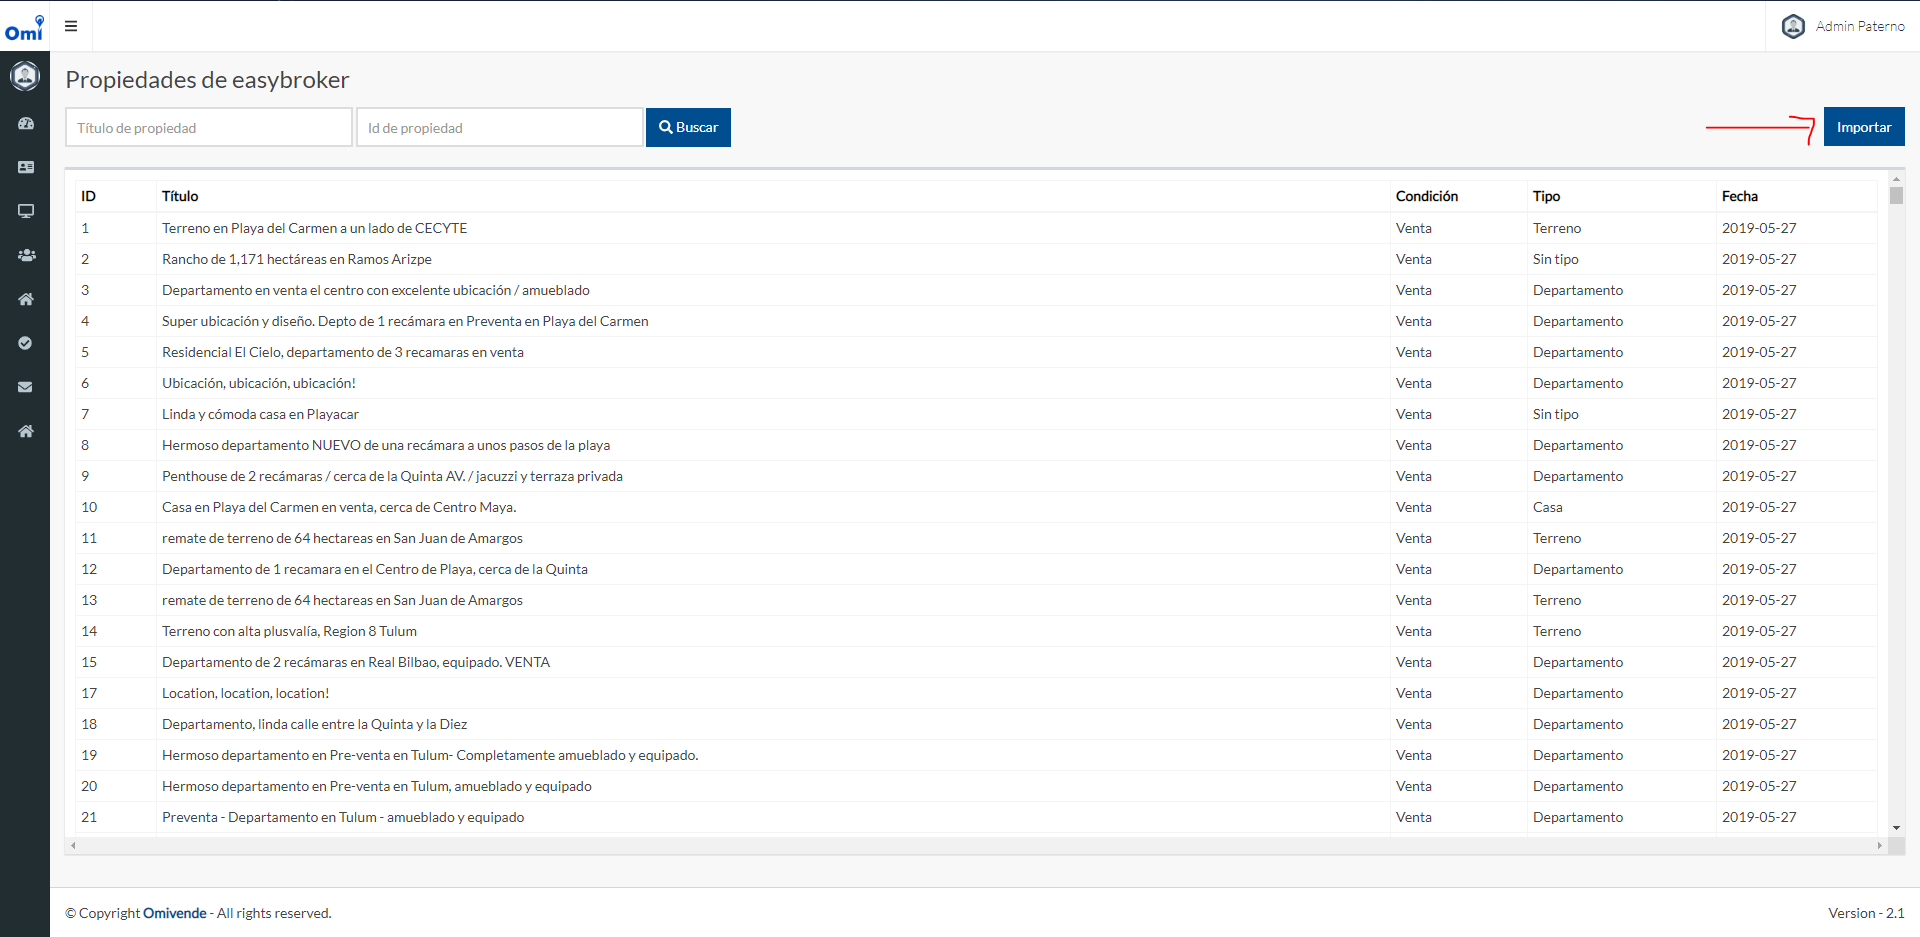 Omi
Admin Paterno
Propiedades de easybroker
Título de propiedad
Id de propiedad
Buscar
Importar
ID Título Condición Tipo Fecha
1 Terreno en Playa del Carmen a un lado de CECYTE Venta Terreno 2019-05-27
2 Rancho de 1,171 hectáreas en Ramos Arizpe Venta Sin tipo 2019-05-27
3 Departamento en venta el centro con excelente ubicación / amueblado Venta Departamento 2019-05-27
4 Super ubicación y diseño. Depto de 1 recámara en Preventa en Playa del Carmen Venta Departamento 2019-05-27
5 Residencial El Cielo, departamento de 3 recamaras en venta Venta Departamento 2019-05-27
6 Ubicación, ubicación, ubicación! Venta Departamento 2019-05-27
7 Linda y cómoda casa en Playacar Venta Sin tipo 2019-05-27
8 Hermoso departamento NUEVO de una recámara a unos pasos de la playa Venta Departamento 2019-05-27
9 Penthouse de 2 recámaras / cerca de la Quinta AV. / jacuzzi y terraza privada Venta Departamento 2019-05-27
10 Casa en Playa del Carmen en venta, cerca de Centro Maya. Venta Casa 2019-05-27
11 remate de terreno de 64 hectareas en San Juan de Amargos Venta Terreno 2019-05-27
12 Departamento de 1 recamara en el Centro de Playa, cerca de la Quinta Venta Departamento 2019-05-27
13 remate de terreno de 64 hectareas en San Juan de Amargos Venta Terreno 2019-05-27
14 Terreno con alta plusvalía, Region 8 Tulum Venta Terreno 2019-05-27
15 Departamento de 2 recámaras en Real Bilbao, equipado. VENTA Venta Departamento 2019-05-27
17 Location, location, location! Venta Departamento 2019-05-27
18 Departamento, linda calle entre la Quinta y la Diez Venta Departamento 2019-05-27
19 Hermoso departamento en Pre-venta en Tulum- Completamente amueblado y equipado. Venta Departamento 2019-05-27
20 Hermoso departamento en Pre-venta en Tulum, amueblado y equipado Venta Departamento 2019-05-27
21 Preventa - Departamento en Tulum - amueblado y equipado Venta Departamento 2019-05-27
© Copyright Omivende - All rights reserved.
Version - 2.1